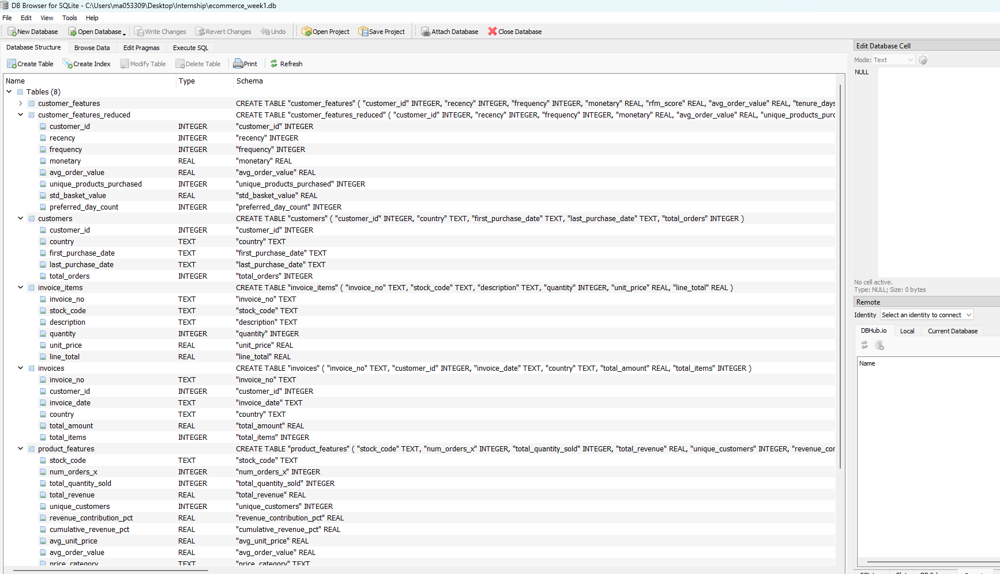 DB Browser for SQLite - C:\Users\ma053309\Desktop\Internship\ecommerce_week1.db
File Edit View Tools Help
New Database Open Database Write Changes Revert Changes Undo Open Project Save Project Attach Database Close Database
Database Structure Browse Data Edit Pragmas Execute SQL
Create Table Create Index Modify Table Delete Table Print Refresh
Name Type Schema
Tables (8)
customer_features CREATE TABLE "customer_features" ( "customer_id" INTEGER, "recency" INTEGER, "frequency" INTEGER, "monetary" REAL, "rfm_score" REAL, "avg_order_value" REAL, "tenure_days
customer_features_reduced CREATE TABLE "customer_features_reduced" ( "customer_id" INTEGER, "recency" INTEGER, "frequency" INTEGER, "monetary" REAL, "avg_order_value" REAL, "unique_products_purc
customer_id INTEGER "customer_id" INTEGER
recency INTEGER "recency" INTEGER
frequency INTEGER "frequency" INTEGER
monetary REAL "monetary" REAL
avg_order_value REAL "avg_order_value" REAL
unique_products_purchased INTEGER "unique_products_purchased" INTEGER
std_basket_value REAL "std_basket_value" REAL
preferred_day_count INTEGER "preferred_day_count" INTEGER
customers CREATE TABLE "customers" ( "customer_id" INTEGER, "country" TEXT, "first_purchase_date" TEXT, "last_purchase_date" TEXT, "total_orders" INTEGER )
customer_id INTEGER "customer_id" INTEGER
country TEXT "country" TEXT
first_purchase_date TEXT "first_purchase_date" TEXT
last_purchase_date TEXT "last_purchase_date" TEXT
total_orders INTEGER "total_orders" INTEGER
invoice_items CREATE TABLE "invoice_items" ( "invoice_no" TEXT, "stock_code" TEXT, "description" TEXT, "quantity" INTEGER, "unit_price" REAL, "line_total" REAL )
invoice_no TEXT "invoice_no" TEXT
stock_code TEXT "stock_code" TEXT
description TEXT "description" TEXT
quantity INTEGER "quantity" INTEGER
unit_price REAL "unit_price" REAL
line_total REAL "line_total" REAL
invoices CREATE TABLE "invoices" ( "invoice_no" TEXT, "customer_id" INTEGER, "invoice_date" TEXT, "country" TEXT, "total_amount" REAL, "total_items" INTEGER )
invoice_no TEXT "invoice_no" TEXT
customer_id INTEGER "customer_id" INTEGER
invoice_date TEXT "invoice_date" TEXT
country TEXT "country" TEXT
total_amount REAL "total_amount" REAL
total_items INTEGER "total_items" INTEGER
product_features CREATE TABLE "product_features" ( "stock_code" TEXT, "num_orders_x" INTEGER, "total_quantity_sold" INTEGER, "total_revenue" REAL, "unique_customers" INTEGER, "revenue_cor
stock_code TEXT "stock_code" TEXT
num_orders_x INTEGER "num_orders_x" INTEGER
total_quantity_sold INTEGER "total_quantity_sold" INTEGER
total_revenue REAL "total_revenue" REAL
unique_customers INTEGER "unique_customers" INTEGER
revenue_contribution_pct REAL "revenue_contribution_pct" REAL
cumulative_revenue_pct REAL "cumulative_revenue_pct" REAL
avg_unit_price REAL "avg_unit_price" REAL
avg_order_value REAL "avg_order_value" REAL
price_category TEXT "price_category" TEXT
Edit Database Cell
Mode: Text
NULL
No cell active.
Type: NULL; Size: 0 bytes
Remote
Identity Select an identity to connect
DBHub.io Local Current Database
Name